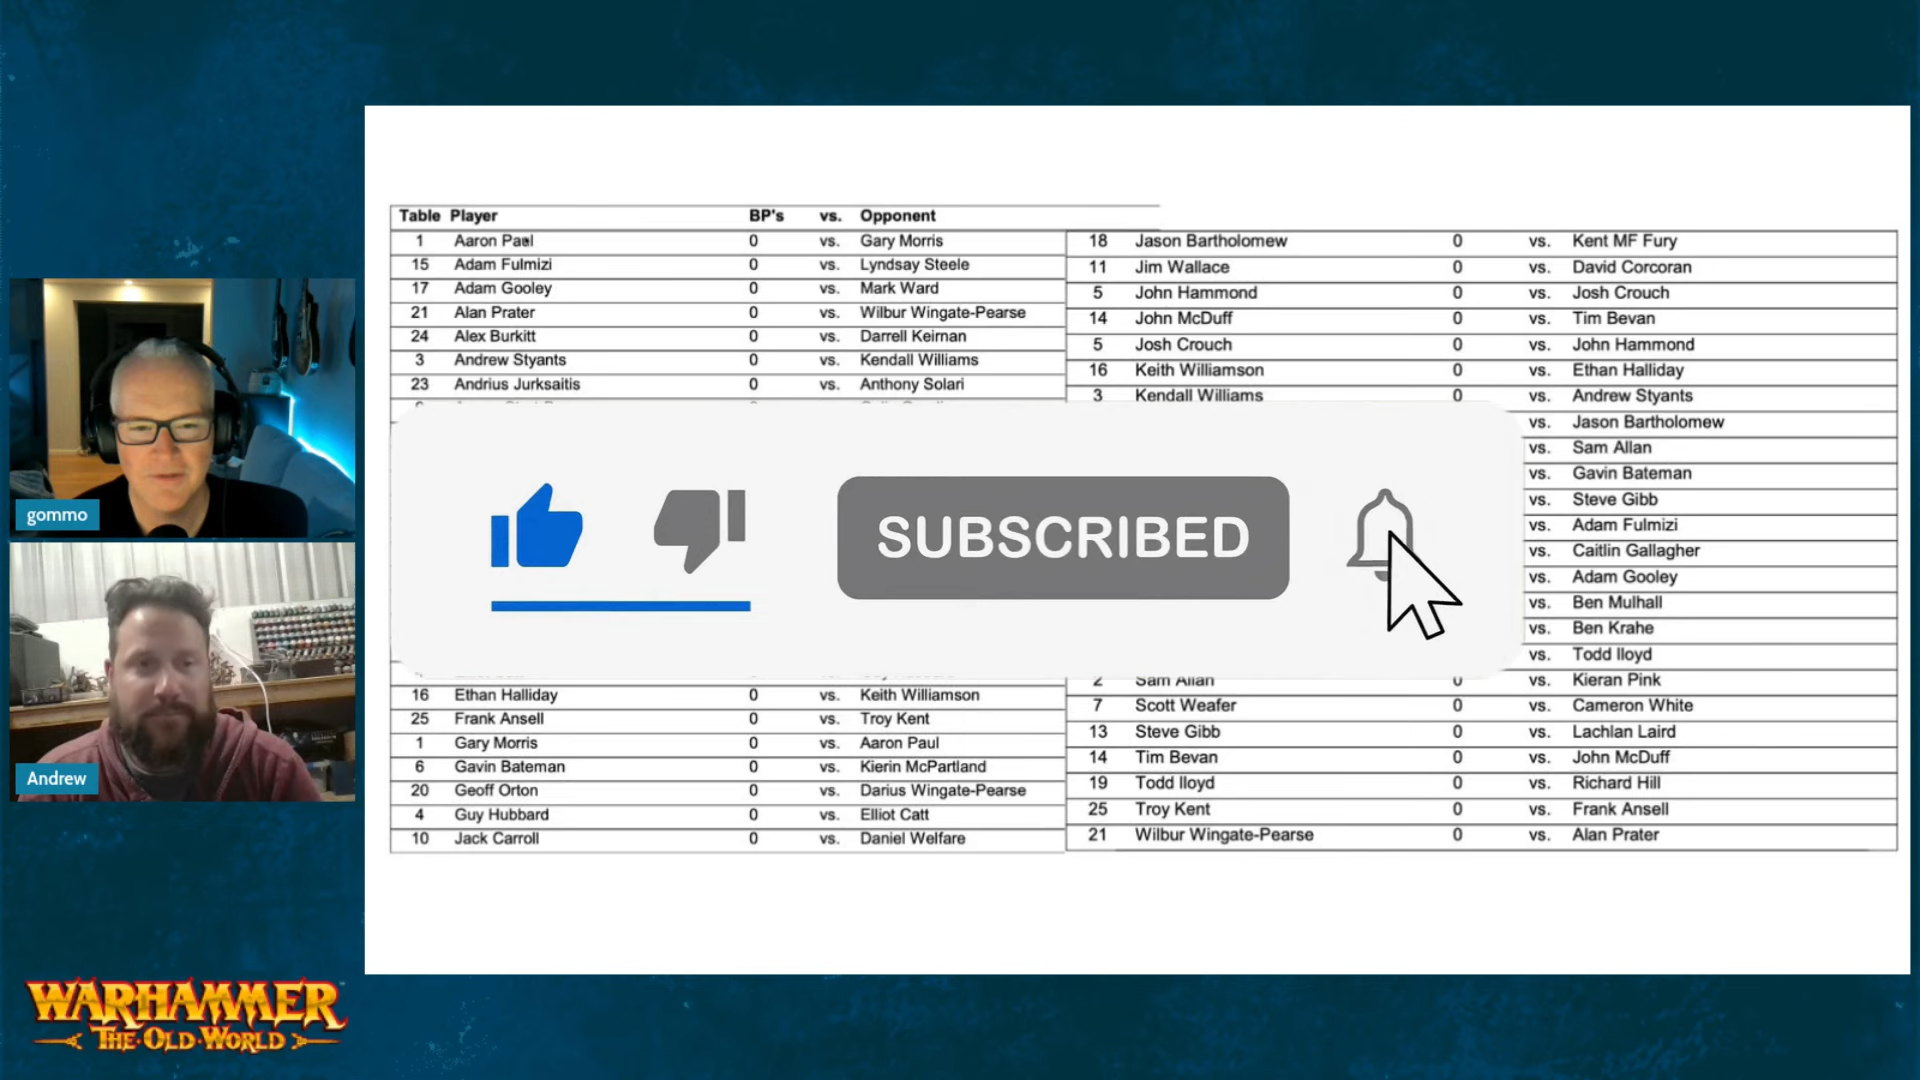 Table Player BP's vs. Opponent
1 Aaron Paul 0 vs. Gary Morris
15 Adam Fulmizi 0 vs. Lyndsay Steele
17 Adam Gooley 0 vs. Mark Ward
21 Alan Prater 0 vs. Wilbur Wingate-Pearse
24 Alex Burkitt 0 vs. Darrell Keirnan
3 Andrew Styants 0 vs. Kendall Williams
23 Andrius Jurksaitis 0 vs. Anthony Solari
16 Ethan Halliday 0 vs. Keith Williamson
25 Frank Ansell 0 vs. Troy Kent
1 Gary Morris 0 vs. Aaron Paul
6 Gavin Bateman 0 vs. Kierin McPartland
20 Geoff Orton 0 vs. Darius Wingate-Pearse
4 Guy Hubbard 0 vs. Elliot Catt
10 Jack Carroll 0 vs. Daniel Welfare
18 Jason Bartholomew 0 vs. Kent MF Fury
11 Jim Wallace 0 vs. David Corcoran
5 John Hammond 0 vs. Josh Crouch
14 John McDuff 0 vs. Tim Bevan
5 Josh Crouch 0 vs. John Hammond
16 Keith Williamson 0 vs. Ethan Halliday
3 Kendall Williams 0 vs. Andrew Styants
vs. Jason Bartholomew
vs. Sam Allan
vs. Gavin Bateman
vs. Steve Gibb
vs. Adam Fulmizi
vs. Caitlin Gallagher
vs. Adam Gooley
vs. Ben Mulhall
vs. Ben Krahe
vs. Todd lloyd
2 Sam Allan 0 vs. Kieran Pink
7 Scott Weafer 0 vs. Cameron White
13 Steve Gibb 0 vs. Lachlan Laird
14 Tim Bevan 0 vs. John McDuff
19 Todd lloyd 0 vs. Richard Hill
25 Troy Kent 0 vs. Frank Ansell
21 Wilbur Wingate-Pearse 0 vs. Alan Prater
SUBSCRIBED
gommo
Andrew
WARHAMMER
THE·OLD·WORLD